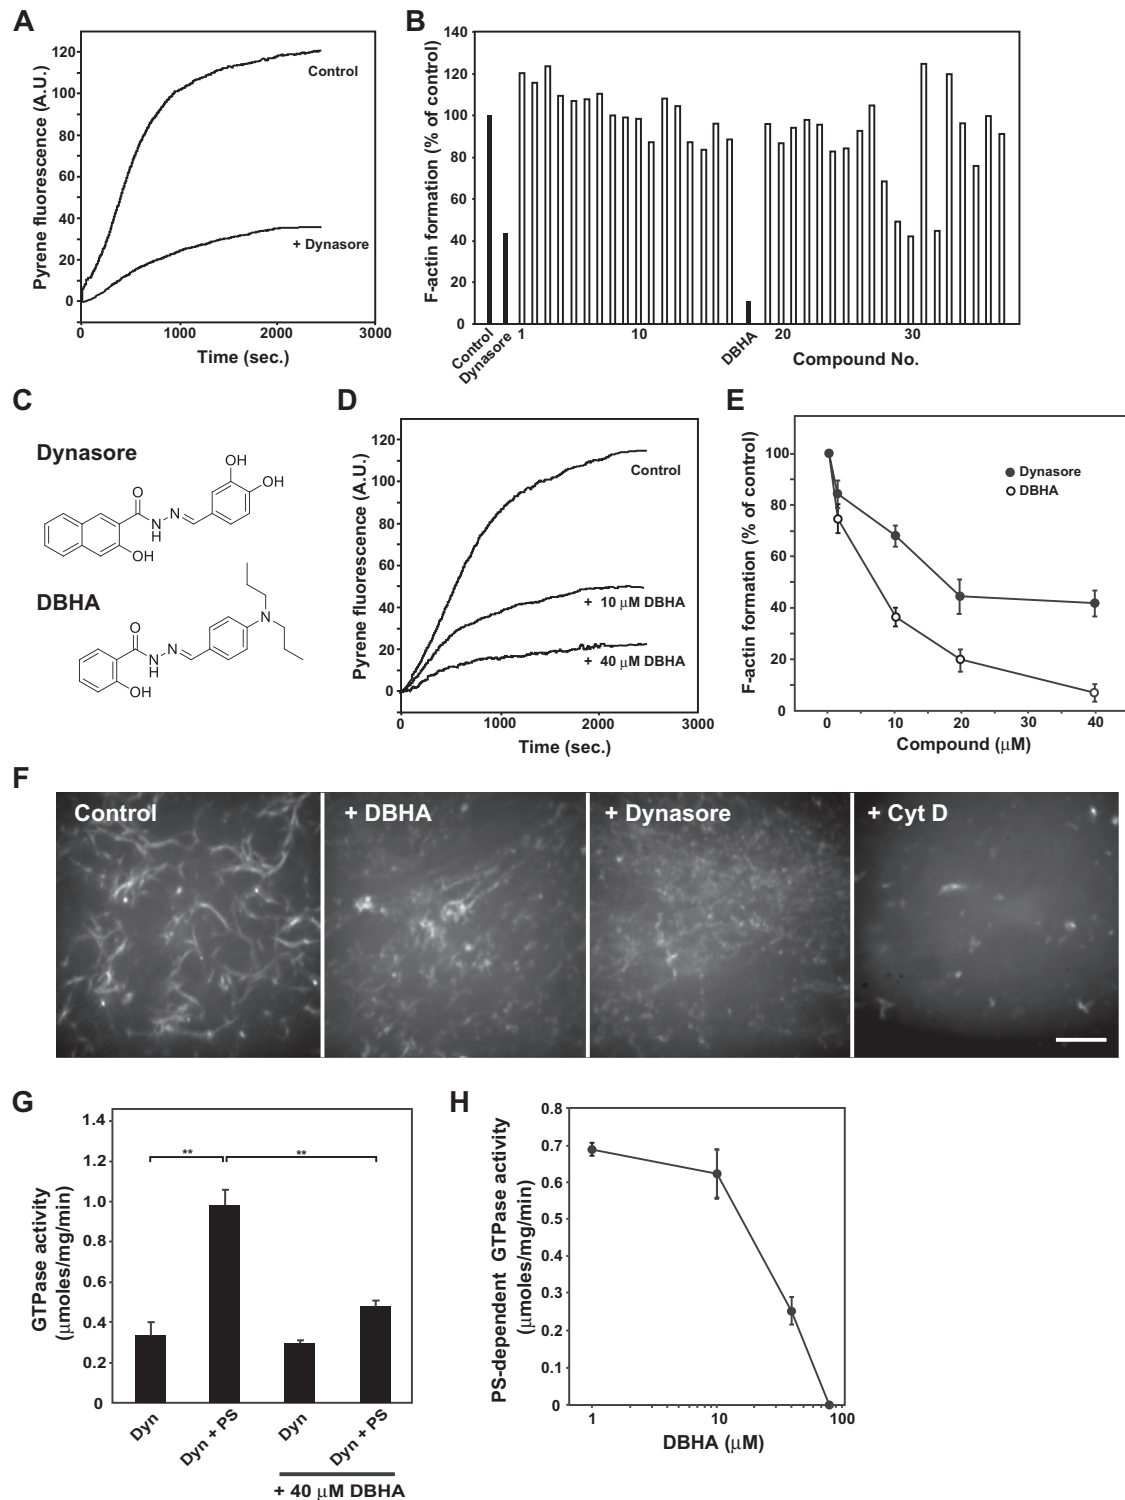 A
Pyrene fluorescence (A.U.)
120
100
80
60
40
20
0
Control
+ Dynasore
0 1000 2000 3000
Time (sec.)
B
F-actin formation (% of control)
140
120
100
80
60
40
20
0
Control
Dynasore
1
10
DBHA
20
30
Compound No.
C
Dynasore
OH
OH
O
N
N
H
OH
DBHA
N
O
N
N
H
OH
D
Pyrene fluorescence (A.U.)
120
100
80
60
40
20
0
Control
+ 10 μM DBHA
+ 40 μM DBHA
0 1000 2000 3000
Time (sec.)
E
F-actin formation (% of control)
100
80
60
40
20
0
Dynasore
DBHA
0 10 20 30 40
Compound (μM)
F
Control
+ DBHA
+ Dynasore
+ Cyt D
G
GTPase activity
(μmoles/mg/min)
1.4
1.2
1.0
0.8
0.6
0.4
0.2
0
** **
Dyn
Dyn + PS
Dyn
Dyn + PS
+ 40 μM DBHA
H
PS-dependent GTPase activity
(μmoles/mg/min)
0.8
0.7
0.6
0.5
0.4
0.3
0.2
0.1
0
1 10 100
DBHA (μM)